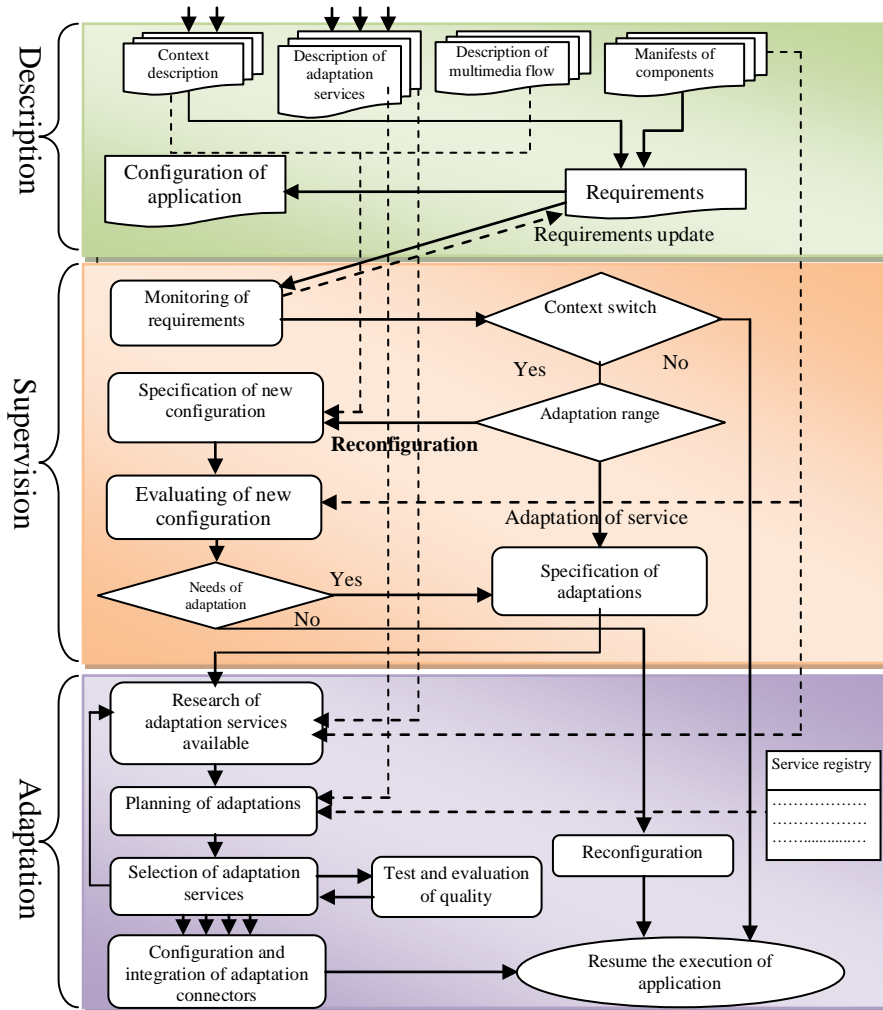 Description
Context
description
Description of
adaptation
services
Description of
multimedia flow
Manifests of
components
Configuration of
application
Requirements
Requirements update
Supervision
Monitoring of
requirements
Context switch
Yes
No
Specification of new
configuration
Adaptation range
Reconfiguration
Evaluating of new
configuration
Adaptation of service
Needs of
adaptation
Yes
No
Specification of
adaptations
Adaptation
Research of
adaptation services
available
Service registry
………………
………………
……..........…
Planning of adaptations
Reconfiguration
Selection of adaptation
services
Test and evaluation
of quality
Configuration and
integration of adaptation
connectors
Resume the execution of
application